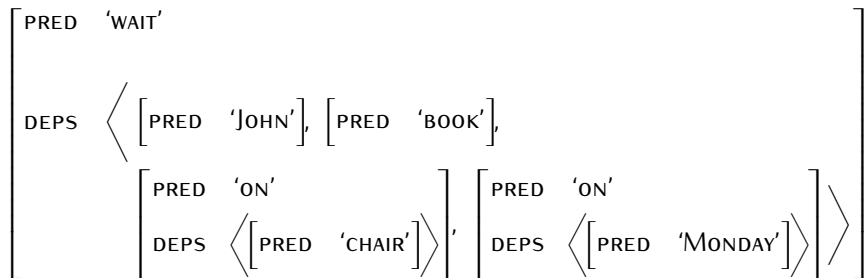 PRED ‘WAIT’
DEPS ⟨ [PRED ‘JOHN’], [PRED ‘BOOK’],
[PRED ‘ON’ [PRED ‘ON’
DEPS ⟨[PRED ‘CHAIR’]⟩], DEPS ⟨[PRED ‘MONDAY’]⟩] ⟩